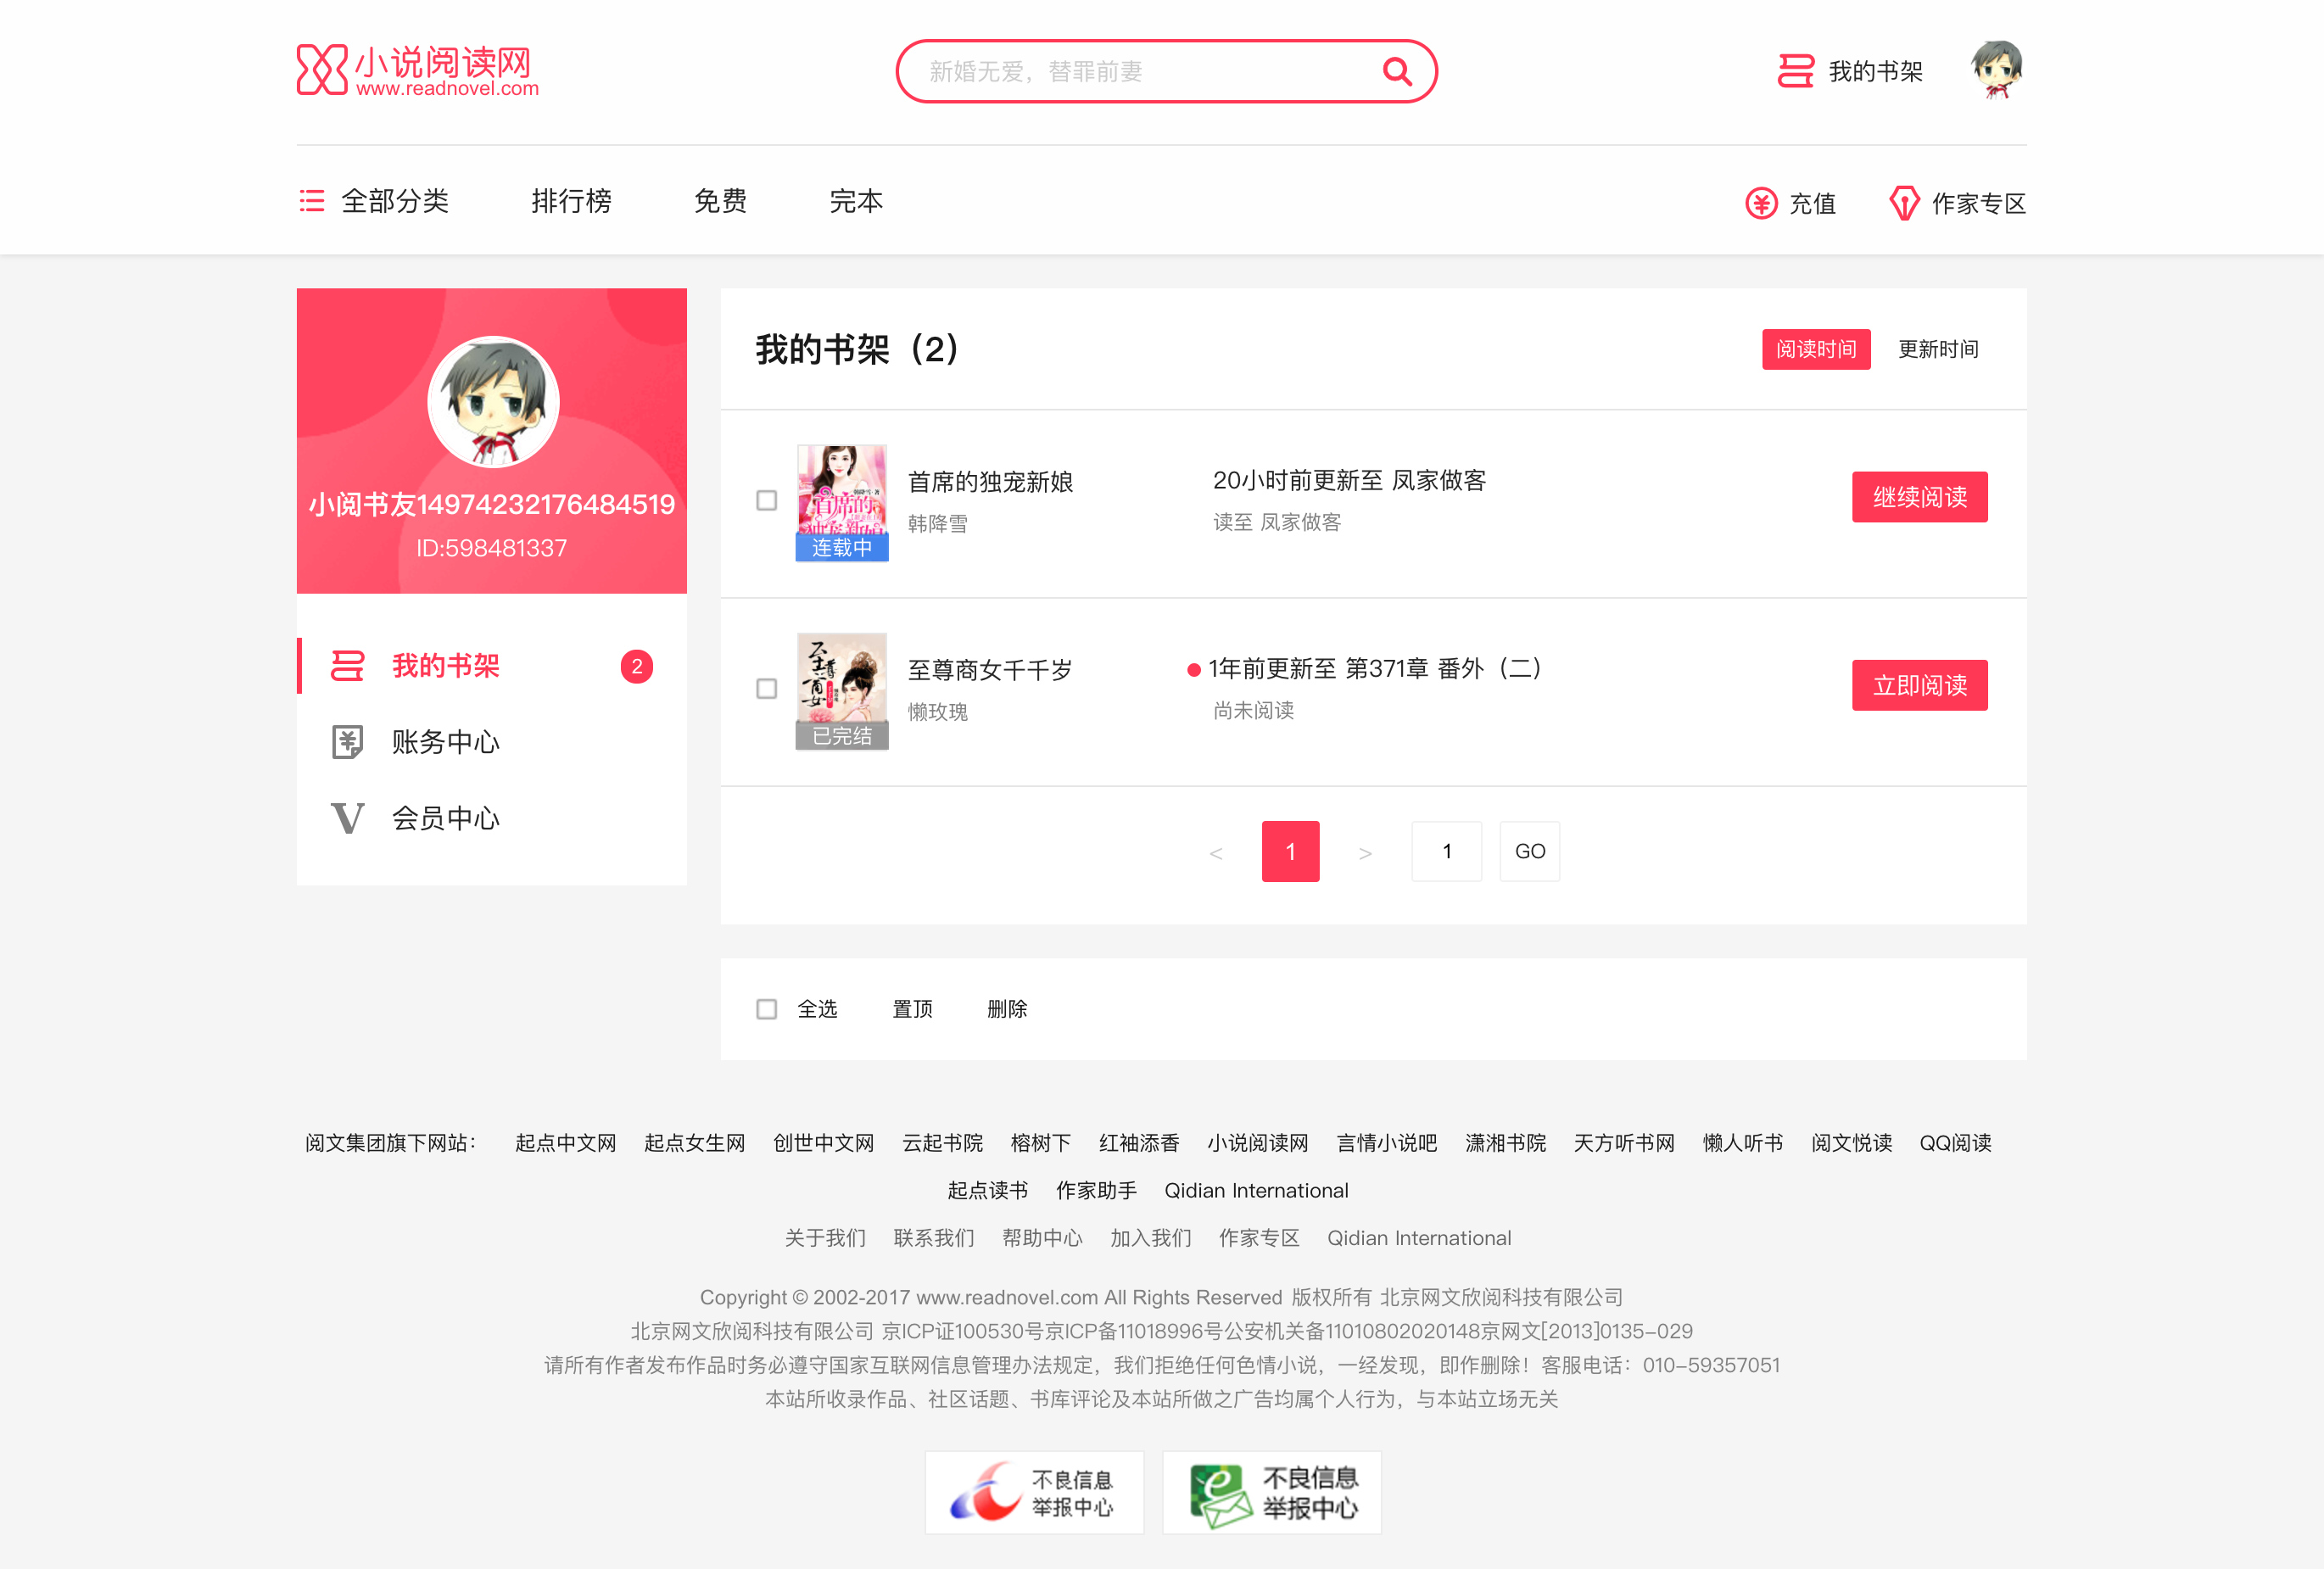 小说阅读网
www.readnovel.com
新婚无爱，替罪前妻
我的书架
全部分类 排行榜 免费 完本
充值 作家专区
小阅书友14974232176484519
ID:598481337
我的书架 2
账务中心
会员中心
我的书架（2）
阅读时间 更新时间
首席的
独宠新娘
连载中
首席的独宠新娘
韩降雪
20小时前更新至 凤家做客
读至 凤家做客
继续阅读
至尊商女
已完结
至尊商女千千岁
懒玫瑰
1年前更新至 第371章 番外（二）
尚未阅读
立即阅读
< 1 > 1 GO
全选 置顶 删除
阅文集团旗下网站： 起点中文网 起点女生网 创世中文网 云起书院 榕树下 红袖添香 小说阅读网 言情小说吧 潇湘书院 天方听书网 懒人听书 阅文悦读 QQ阅读
起点读书 作家助手 Qidian International
关于我们 联系我们 帮助中心 加入我们 作家专区 Qidian International
Copyright © 2002-2017 www.readnovel.com All Rights Reserved 版权所有 北京网文欣阅科技有限公司
北京网文欣阅科技有限公司 京ICP证100530号京ICP备11018996号公安机关备11010802020148京网文[2013]0135-029
请所有作者发布作品时务必遵守国家互联网信息管理办法规定，我们拒绝任何色情小说，一经发现，即作删除！客服电话：010-59357051
本站所收录作品、社区话题、书库评论及本站所做之广告均属个人行为，与本站立场无关
不良信息
举报中心
不良信息
举报中心